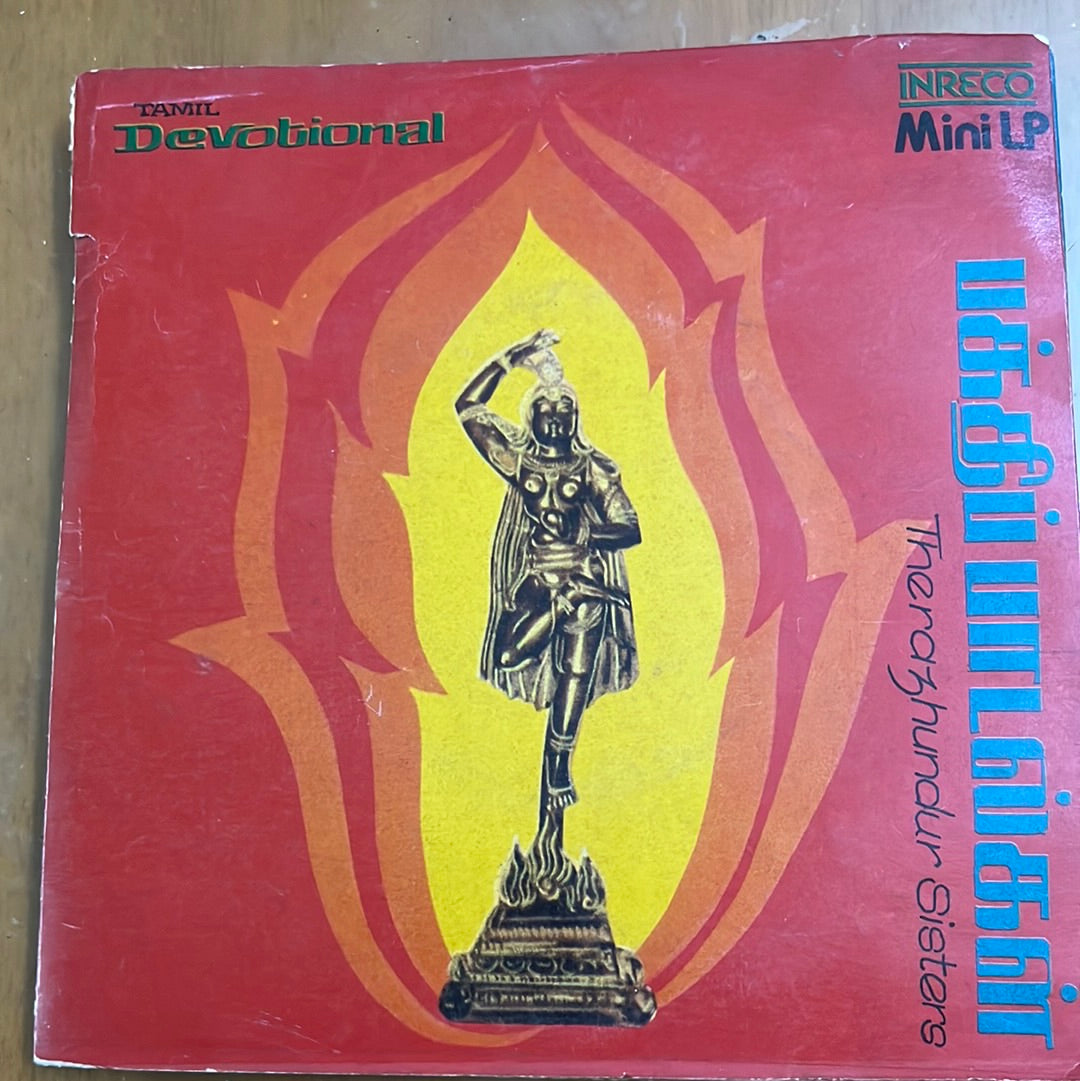 TAMIL
Devotional
INRECO
Mini LP
பக்திப் பாடல்கள்
Therazhundur Sisters